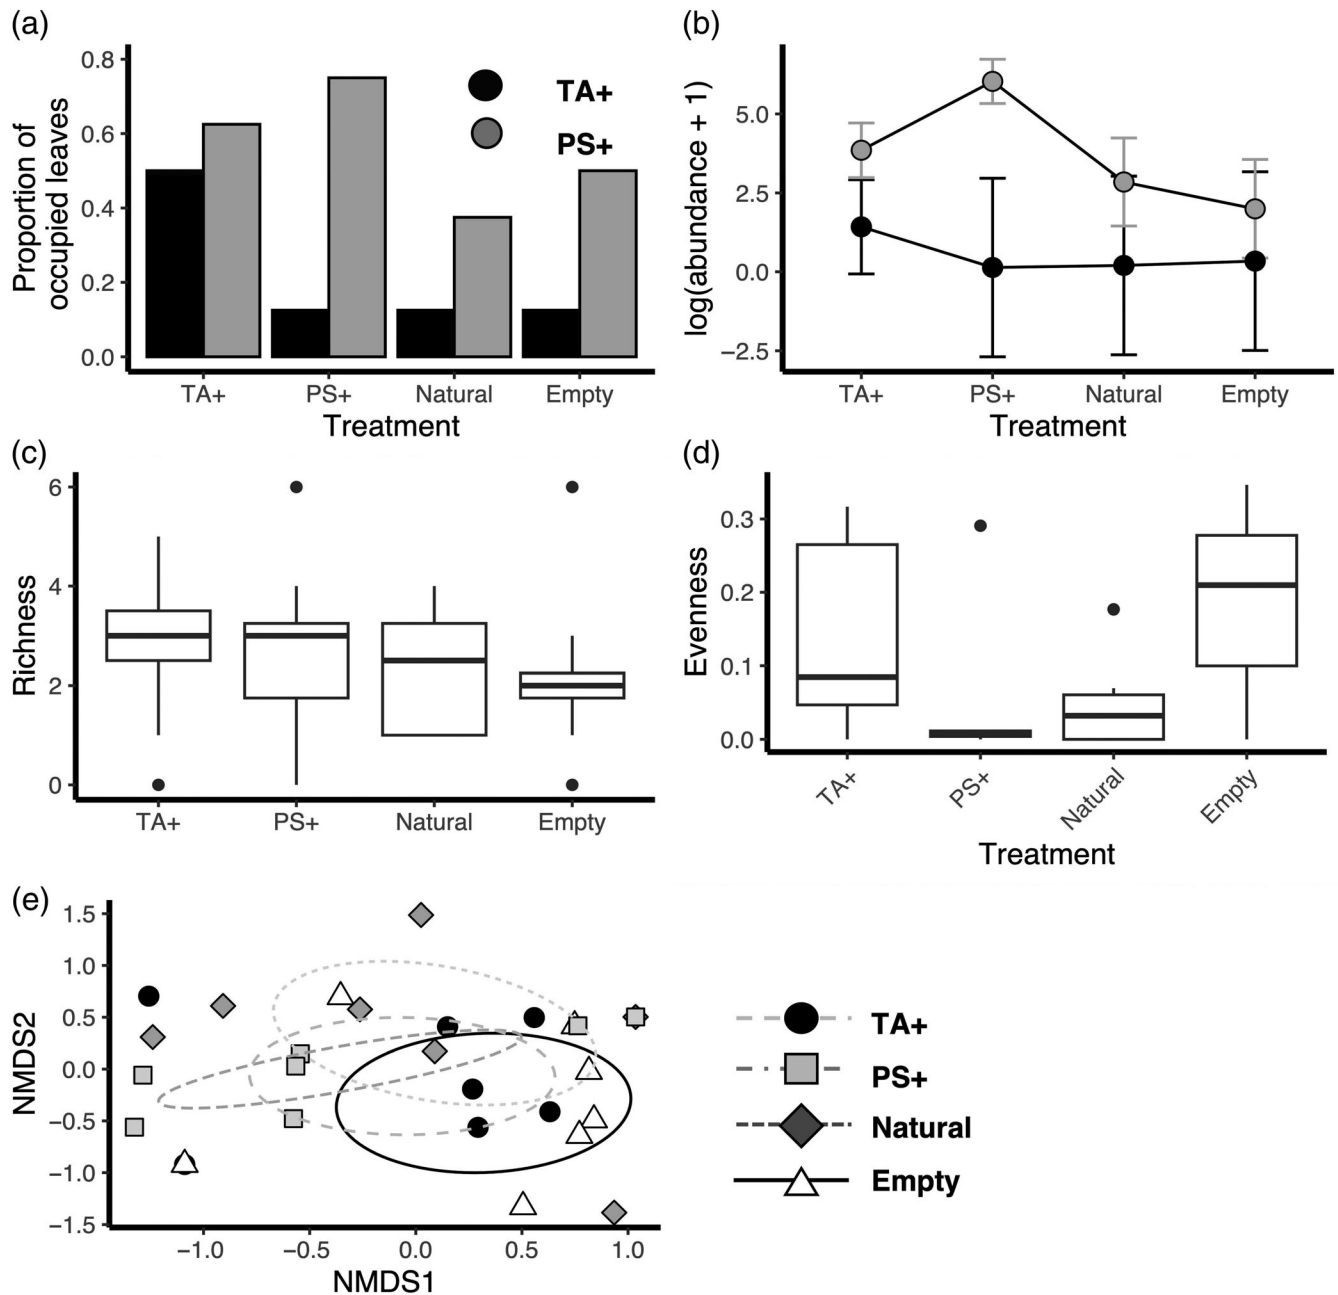 (a)
Proportion of
occupied leaves
0.8
0.6
0.4
0.2
0.0
TA+
PS+
TA+
PS+
Natural
Empty
Treatment
(b)
log(abundance + 1)
5.0
2.5
0.0
−2.5
TA+
PS+
Natural
Empty
Treatment
(c)
Richness
6
4
2
0
TA+
PS+
Natural
Empty
(d)
Evenness
0.3
0.2
0.1
0.0
TA+
PS+
Natural
Empty
Treatment
(e)
NMDS2
1.5
1.0
0.5
0.0
−0.5
−1.0
−1.5
−1.0
−0.5
0.0
0.5
1.0
NMDS1
TA+
PS+
Natural
Empty